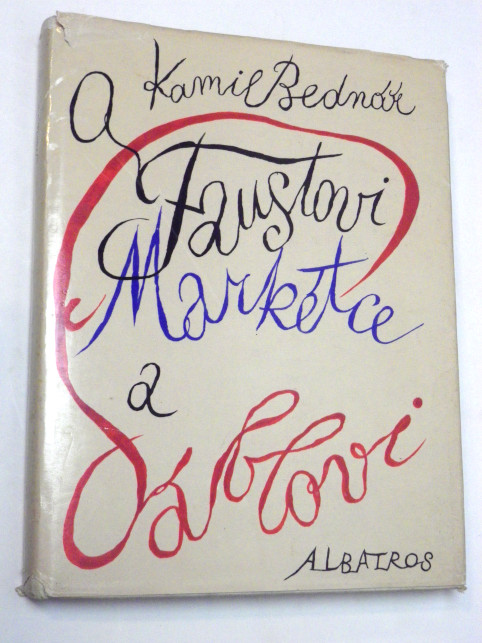 Kamil Bednář
O Faustovi
Markétce
a
Ďáblovi
ALBATROS